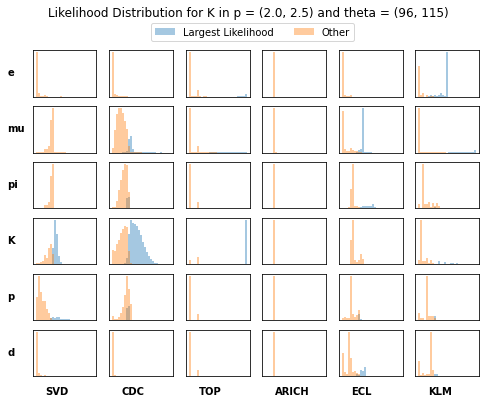 Likelihood Distribution for K in p = (2.0, 2.5) and theta = (96, 115)
Largest Likelihood Other
e
mu
pi
K
p
d
SVD CDC TOP ARICH ECL KLM